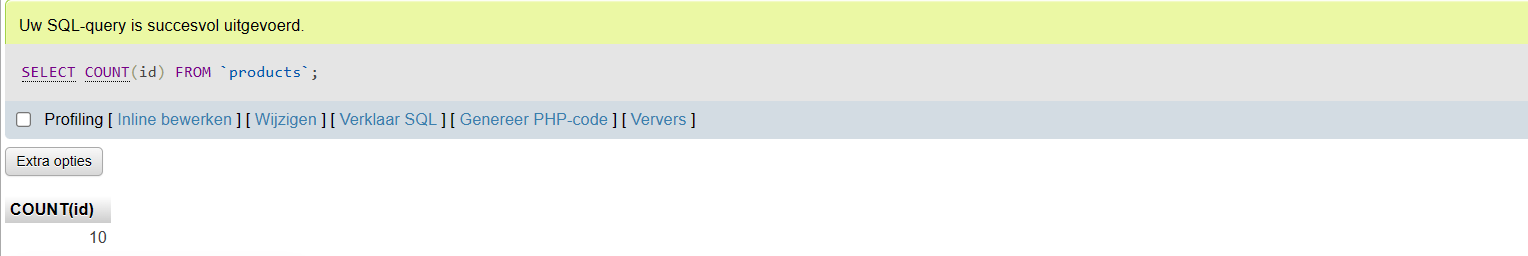 Uw SQL-query is succesvol uitgevoerd.
SELECT COUNT(id) FROM `products`;
Profiling [ Inline bewerken ] [ Wijzigen ] [ Verklaar SQL ] [ Genereer PHP-code ] [ Ververs ]
Extra opties
COUNT(id)
10